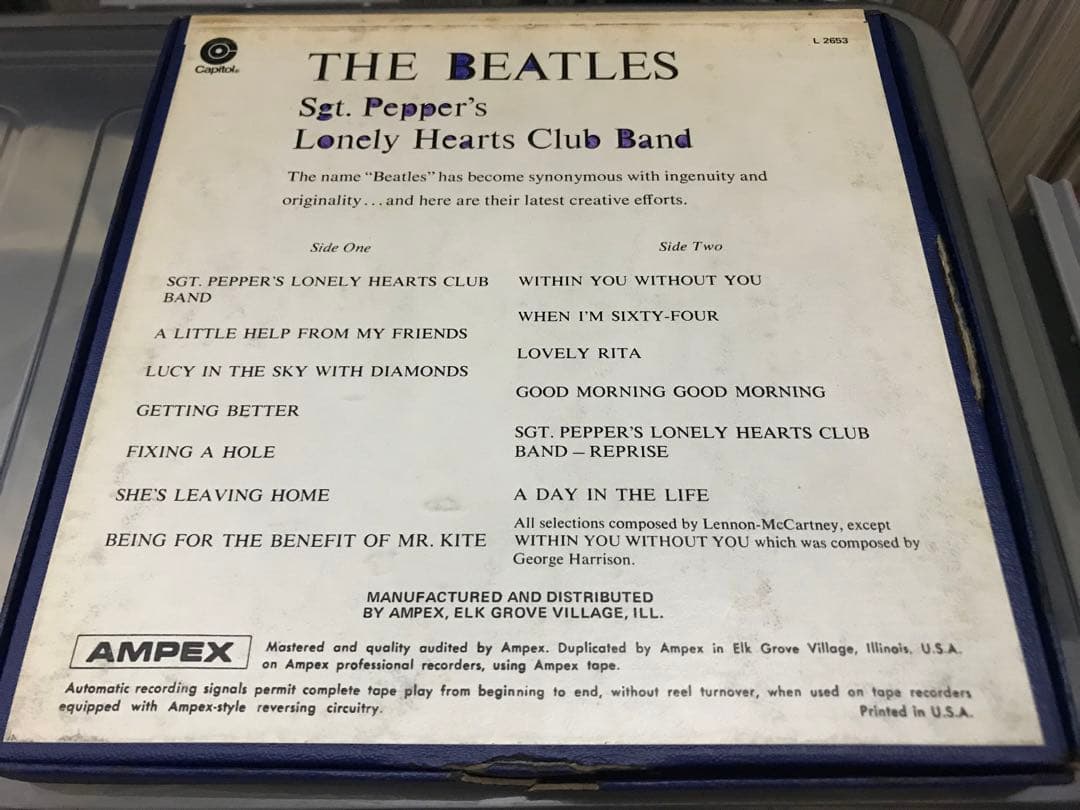 Capitol®
L 2653
THE BEATLES
Sgt. Pepper's
Lonely Hearts Club Band
The name “Beatles” has become synonymous with ingenuity and
originality...and here are their latest creative efforts.
Side One
SGT. PEPPER'S LONELY HEARTS CLUB
BAND
A LITTLE HELP FROM MY FRIENDS
LUCY IN THE SKY WITH DIAMONDS
GETTING BETTER
FIXING A HOLE
SHE'S LEAVING HOME
BEING FOR THE BENEFIT OF MR. KITE
Side Two
WITHIN YOU WITHOUT YOU
WHEN I'M SIXTY-FOUR
LOVELY RITA
GOOD MORNING GOOD MORNING
SGT. PEPPER'S LONELY HEARTS CLUB
BAND – REPRISE
A DAY IN THE LIFE
All selections composed by Lennon-McCartney, except
WITHIN YOU WITHOUT YOU which was composed by
George Harrison.
MANUFACTURED AND DISTRIBUTED
BY AMPEX, ELK GROVE VILLAGE, ILL.
AMPEX
Mastered and quality audited by Ampex. Duplicated by Ampex in Elk Grove Village, Illinois, U.S.A.
on Ampex professional recorders, using Ampex tape.
Automatic recording signals permit complete tape play from beginning to end, without reel turnover, when used on tape recorders
equipped with Ampex-style reversing circuitry.
Printed in U.S.A.